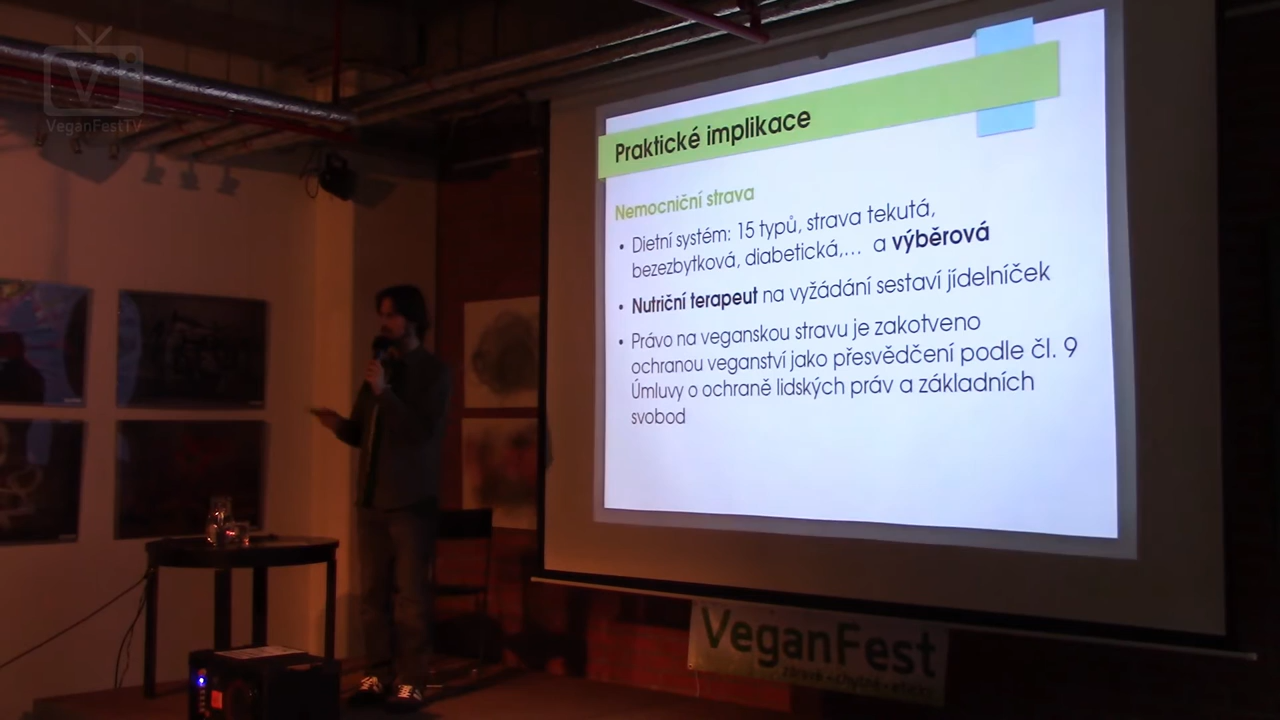 VeganFestTV
Praktické implikace
Nemocniční strava
• Dietní systém: 15 typů, strava tekutá,
bezezbytková, diabetická,... a výběrová
• Nutriční terapeut na vyžádání sestaví jídelníček
• Právo na veganskou stravu je zakotveno
ochranou veganství jako přesvědčení podle čl. 9
Úmluvy o ochraně lidských práv a základních
svobod
VeganFest